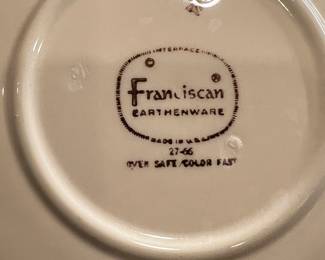 INTERPACE
©
Franciscan
®
EARTHENWARE
MADE IN U.S.A.
27-66
OVEN SAFE/COLOR FAST